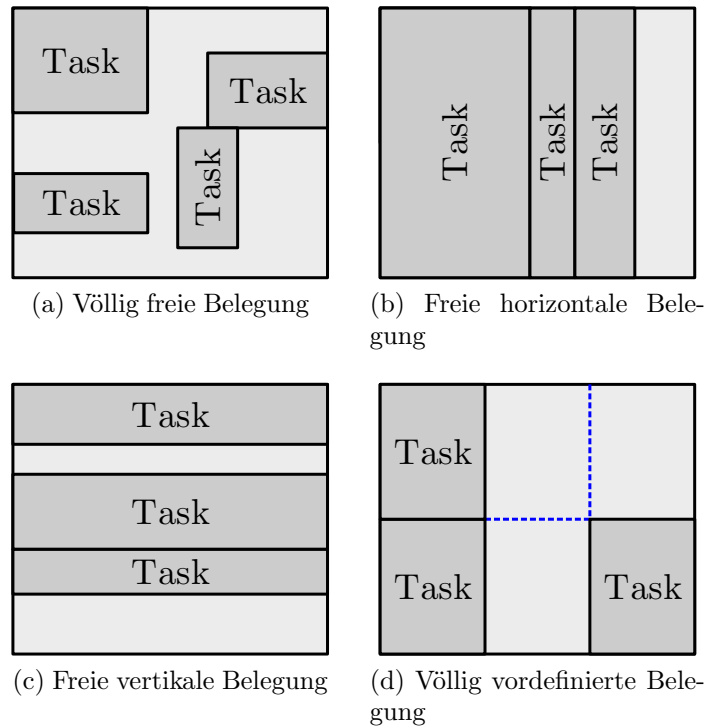 Task
Task
Task
Task
(a) Völlig freie Belegung
Task
Task
Task
(b) Freie horizontale Bele-
gung
Task
Task
Task
(c) Freie vertikale Belegung
Task
Task
Task
(d) Völlig vordefinierte Bele-
gung